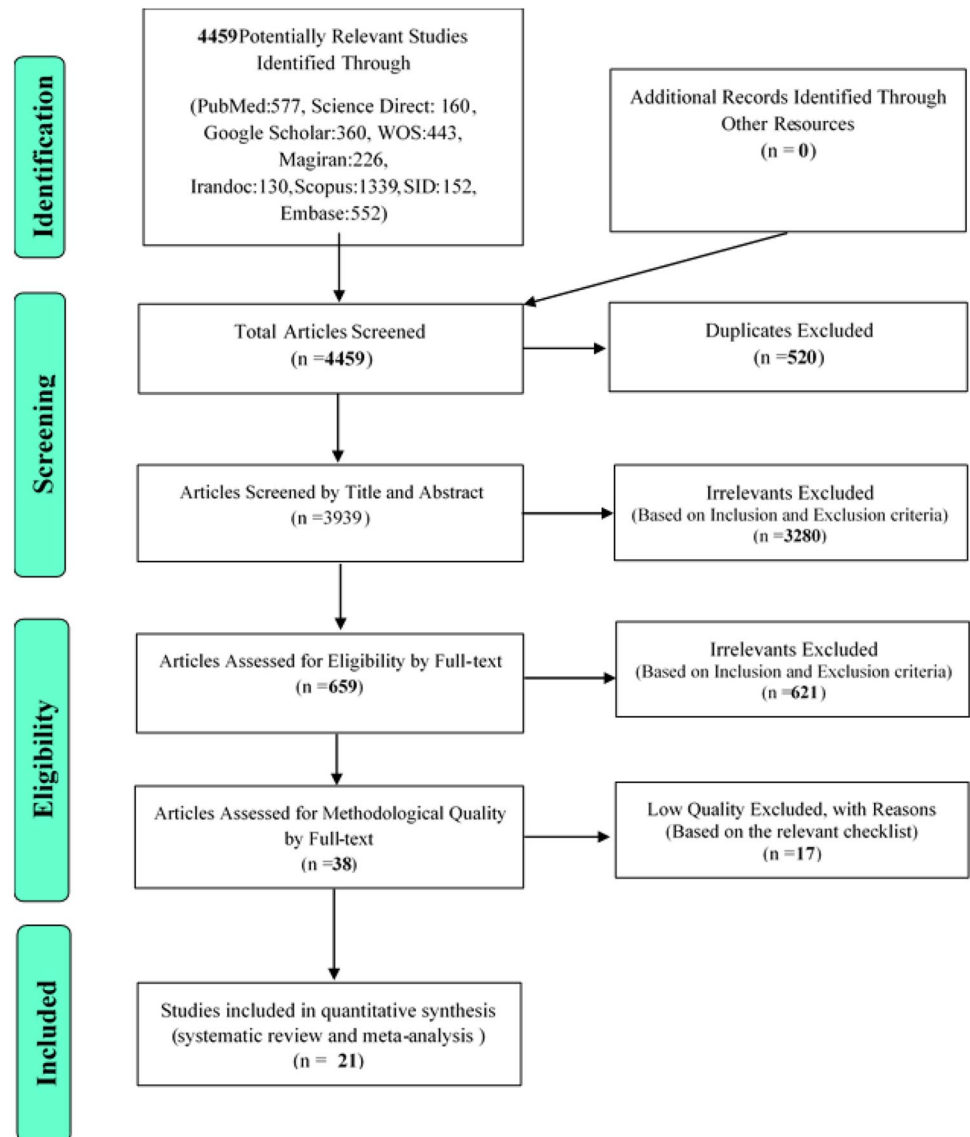 Identification
4459Potentially Relevant Studies
Identified Through
(PubMed:577, Science Direct: 160,
Google Scholar:360, WOS:443,
Magiran:226,
Irandoc:130,Scopus:1339,SID:152,
Embase:552)
Additional Records Identified Through
Other Resources
(n = 0)
Screening
Total Articles Screened
(n =4459)
Duplicates Excluded
(n =520)
Articles Screened by Title and Abstract
(n =3939)
Irrelevants Excluded
(Based on Inclusion and Exclusion criteria)
(n =3280)
Eligibility
Articles Assessed for Eligibility by Full-text
(n =659)
Irrelevants Excluded
(Based on Inclusion and Exclusion criteria)
(n =621)
Articles Assessed for Methodological Quality
by Full-text
(n =38)
Low Quality Excluded, with Reasons
(Based on the relevant checklist)
(n =17)
Included
Studies included in quantitative synthesis
(systematic review and meta-analysis )
(n = 21)